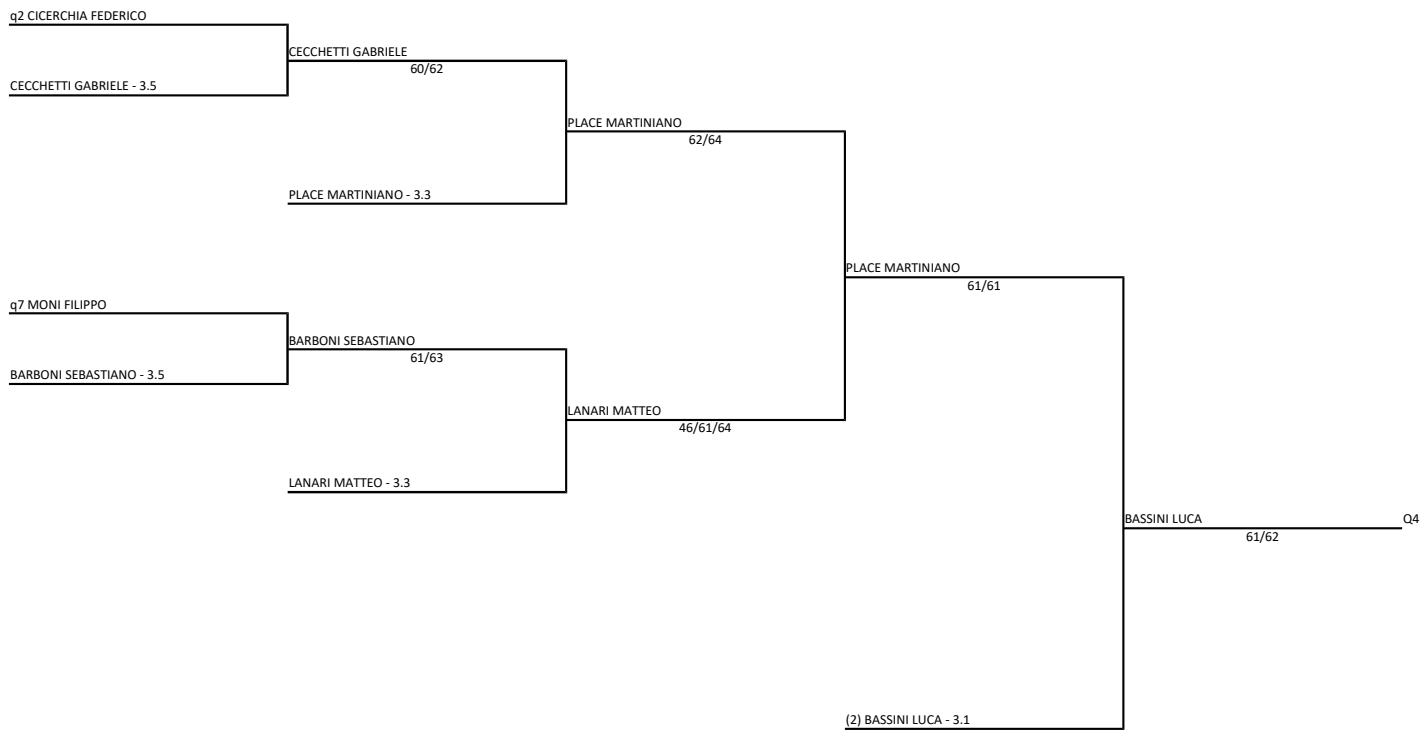 q2 CICERCHIA FEDERICO
CECCHETTI GABRIELE
60/62
CECCHETTI GABRIELE - 3.5
PLACE MARTINIANO
62/64
PLACE MARTINIANO - 3.3
PLACE MARTINIANO
61/61
q7 MONI FILIPPO
BARBONI SEBASTIANO
61/63
BARBONI SEBASTIANO - 3.5
LANARI MATTEO
46/61/64
LANARI MATTEO - 3.3
BASSINI LUCA
Q4
61/62
(2) BASSINI LUCA - 3.1